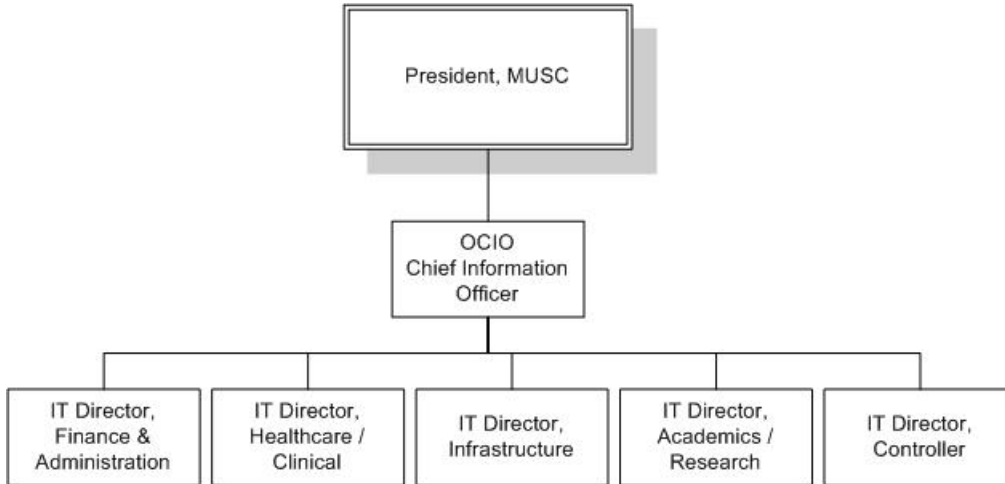 President, MUSC
OCIO
Chief Information
Officer
IT Director,
Finance &
Administration
IT Director,
Healthcare /
Clinical
IT Director,
Infrastructure
IT Director,
Academics /
Research
IT Director,
Controller